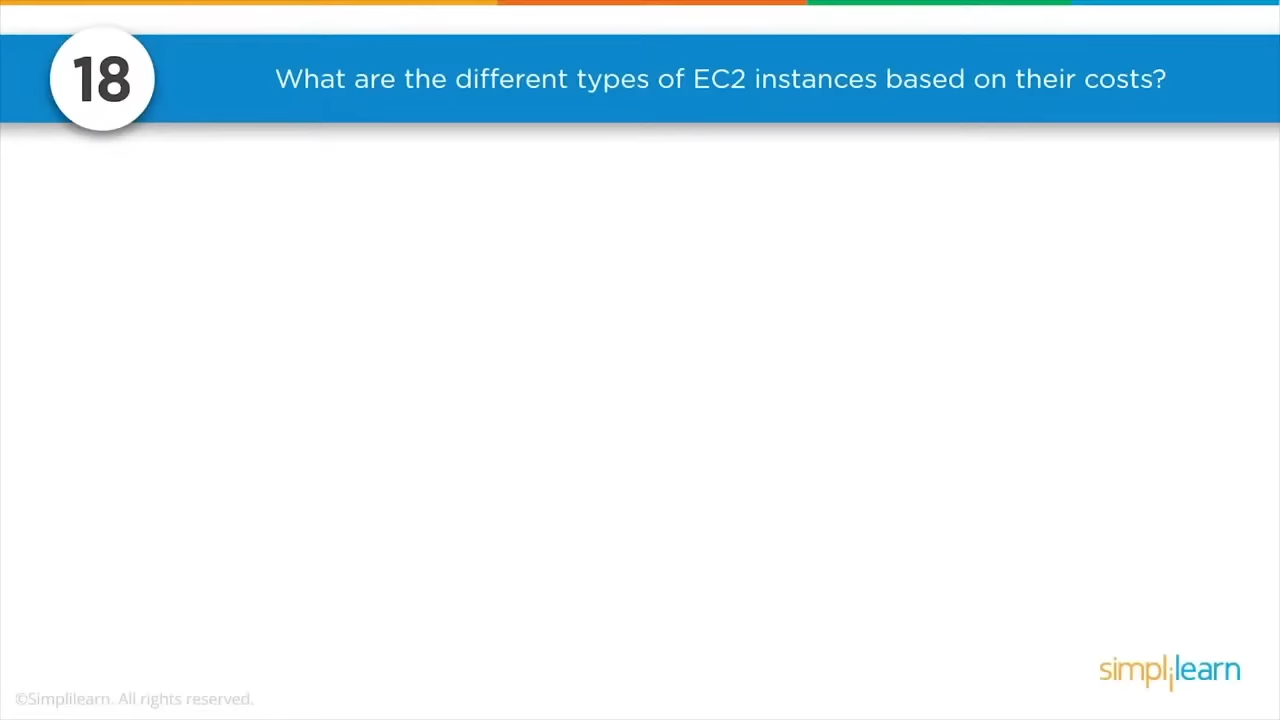 18
What are the different types of EC2 instances based on their costs?
simplilearn
©Simplilearn. All rights reserved.